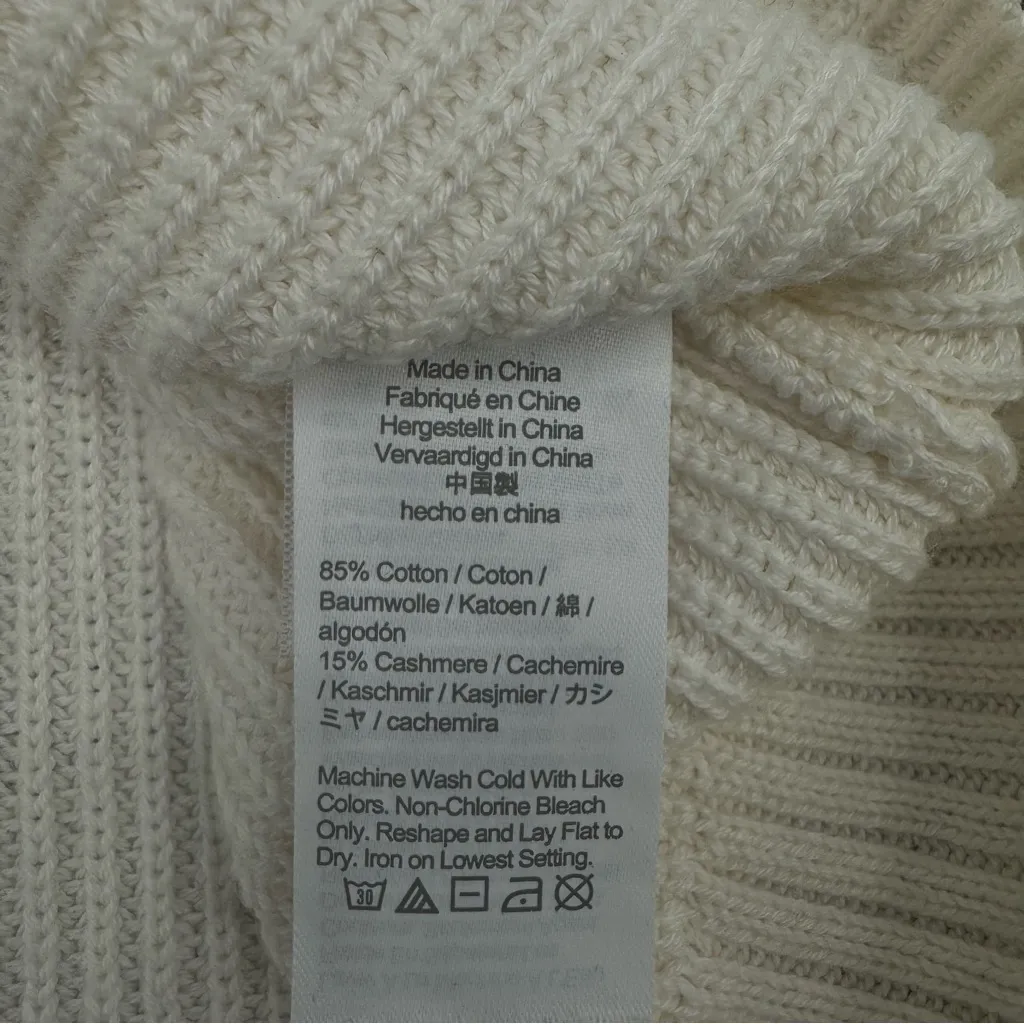 Made in China
Fabriqué en Chine
Hergestellt in China
Vervaardigd in China
中国製
hecho en china
85% Cotton / Coton /
Baumwolle / Katoen / 綿 /
algodón
15% Cashmere / Cachemire
/ Kaschmir / Kasjmier / カシ
ミヤ / cachemira
Machine Wash Cold With Like
Colors. Non-Chlorine Bleach
Only. Reshape and Lay Flat to
Dry. Iron on Lowest Setting.
30